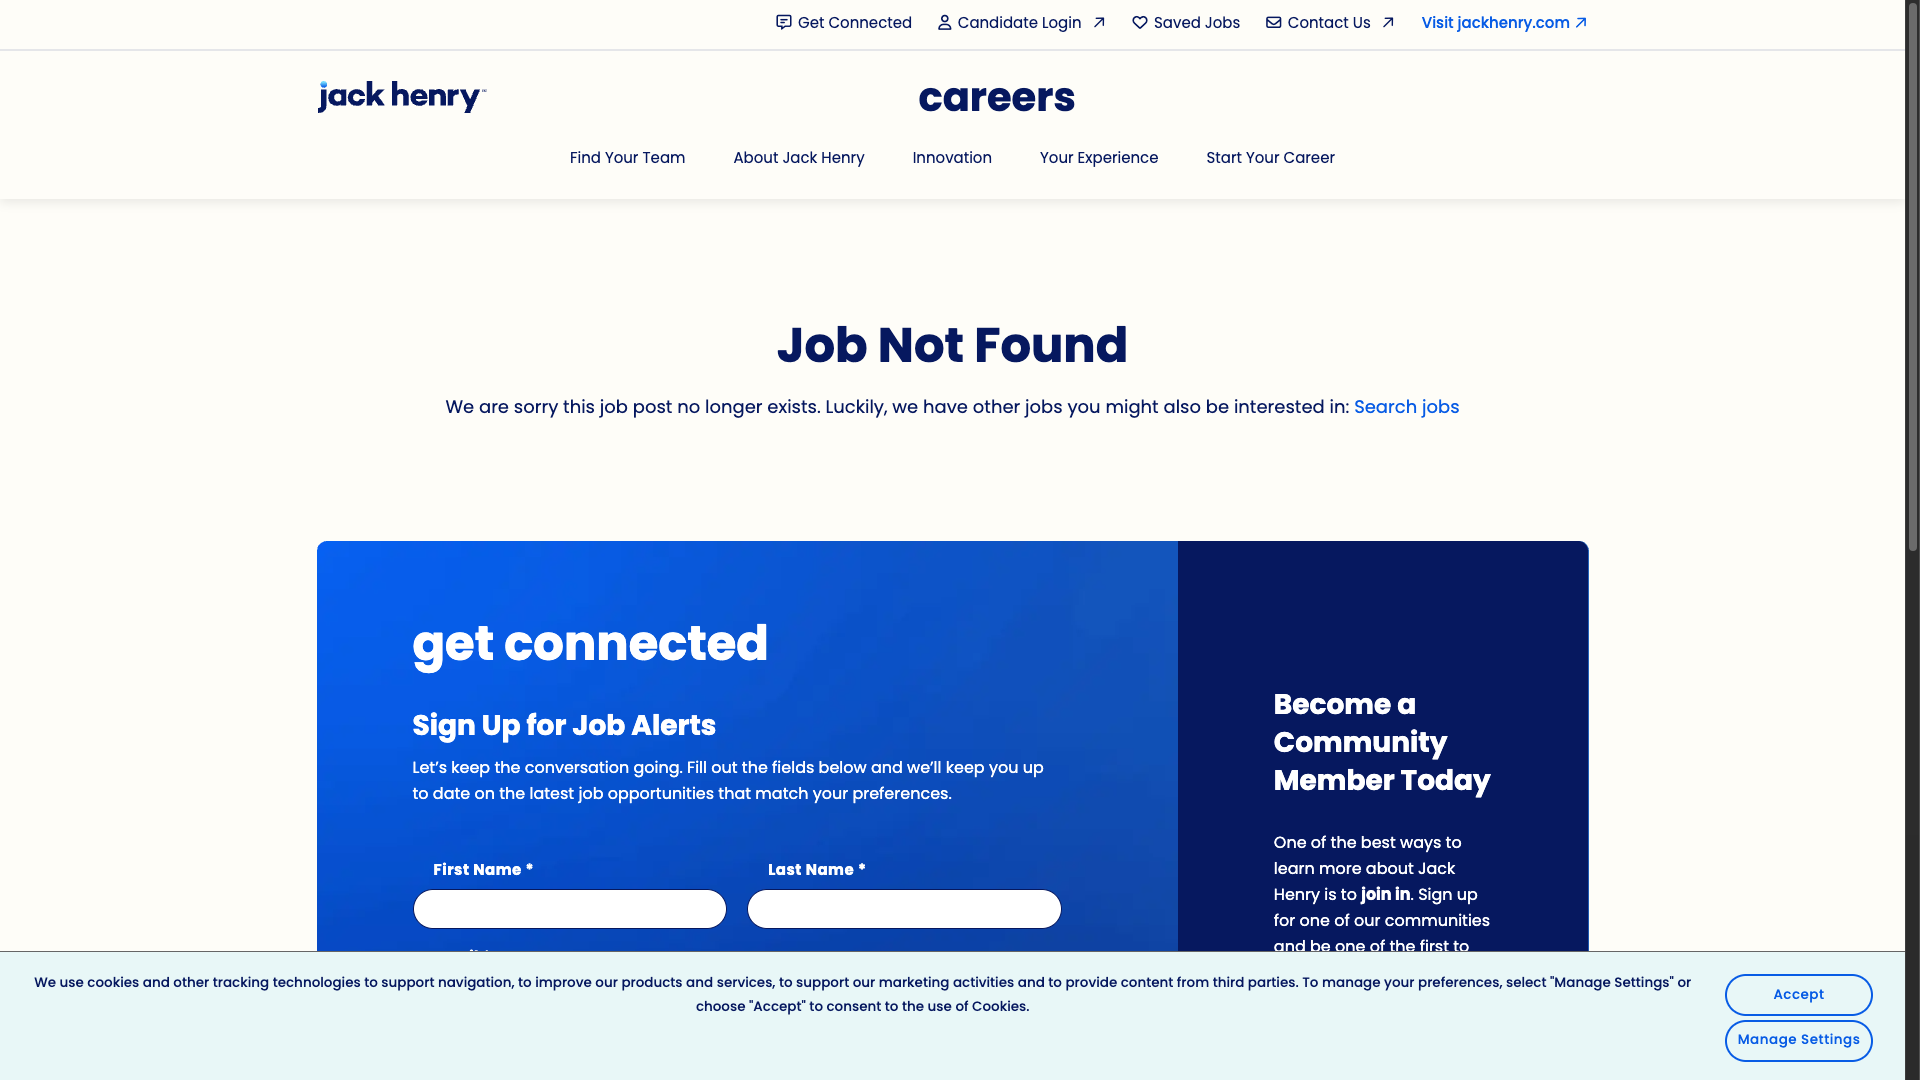 Get Connected
Candidate Login
Saved Jobs
Contact Us
Visit jackhenry.com
jack henry
careers
Find Your Team
About Jack Henry
Innovation
Your Experience
Start Your Career
Job Not Found
We are sorry this job post no longer exists. Luckily, we have other jobs you might also be interested in: Search jobs
get connected
Sign Up for Job Alerts
Let's keep the conversation going. Fill out the fields below and we'll keep you up
to date on the latest job opportunities that match your preferences.
First Name *
Last Name *
Become a
Community
Member Today
One of the best ways to
learn more about Jack
Henry is to join in. Sign up
for one of our communities
and be one of the first to
We use cookies and other tracking technologies to support navigation, to improve our products and services, to support our marketing activities and to provide content from third parties. To manage your preferences, select "Manage Settings" or
choose "Accept" to consent to the use of Cookies.
Accept
Manage Settings